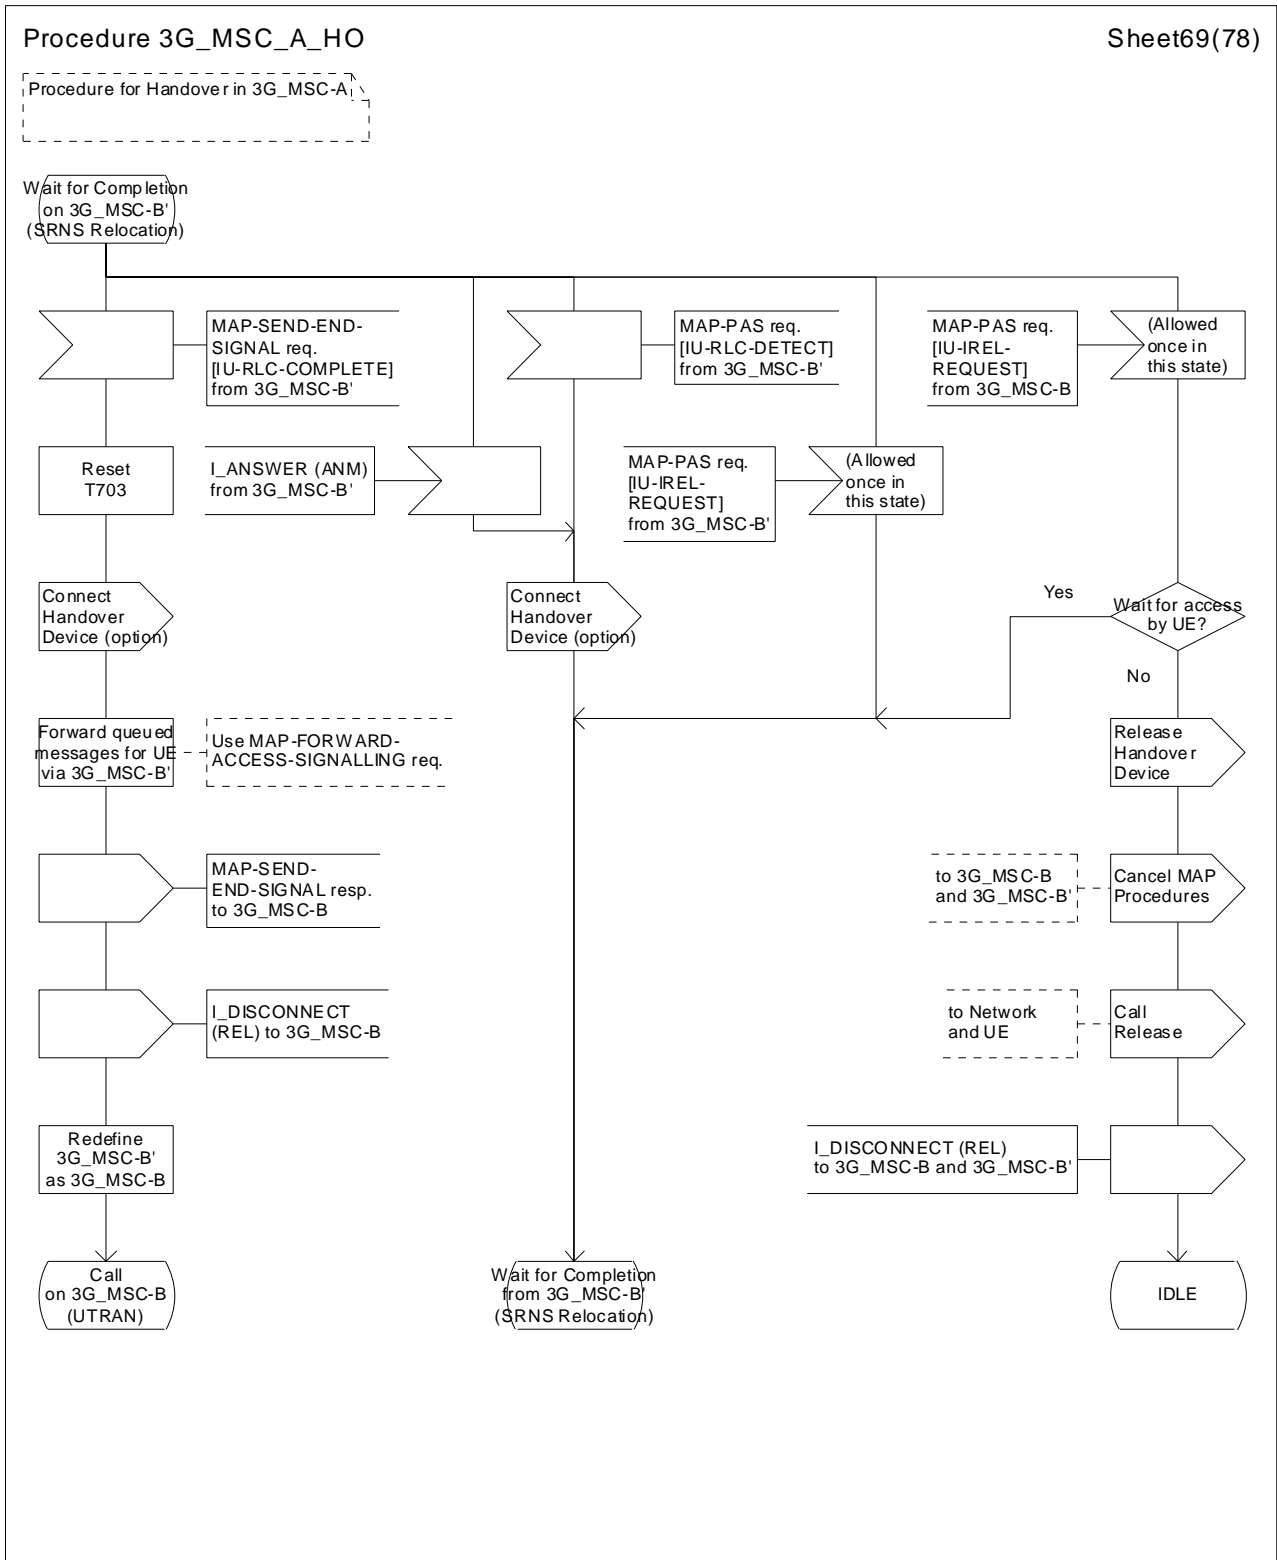 Procedure 3G_MSC_A_HO
Sheet69(78)
Procedure for Handover in 3G_MSC-A
Wait for Completion
on 3G_MSC-B'
(SRNS Relocation)
MAP-SEND-END-
SIGNAL req.
[IU-RLC-COMPLETE]
from 3G_MSC-B'
MAP-PAS req.
[IU-RLC-DETECT]
from 3G_MSC-B'
MAP-PAS req.
[IU-IREL-
REQUEST]
from 3G_MSC-B
(Allowed
once in
this state)
Reset
T703
I_ANSWER (ANM)
from 3G_MSC-B'
MAP-PAS req.
[IU-IREL-
REQUEST]
from 3G_MSC-B'
(Allowed
once in
this state)
Connect
Handover
Device (option)
Connect
Handover
Device (option)
Yes
Wait for access
by UE?
No
Forward queued
messages for UE
via 3G_MSC-B'
Use MAP-FORWARD-
ACCESS-SIGNALLING req.
Release
Handover
Device
MAP-SEND-
END-SIGNAL resp.
to 3G_MSC-B
to 3G_MSC-B
and 3G_MSC-B'
Cancel MAP
Procedures
I_DISCONNECT
(REL) to 3G_MSC-B
to Network
and UE
Call
Release
Redefine
3G_MSC-B'
as 3G_MSC-B
I_DISCONNECT (REL)
to 3G_MSC-B and 3G_MSC-B'
Call
on 3G_MSC-B
(UTRAN)
Wait for Completion
from 3G_MSC-B'
(SRNS Relocation)
IDLE